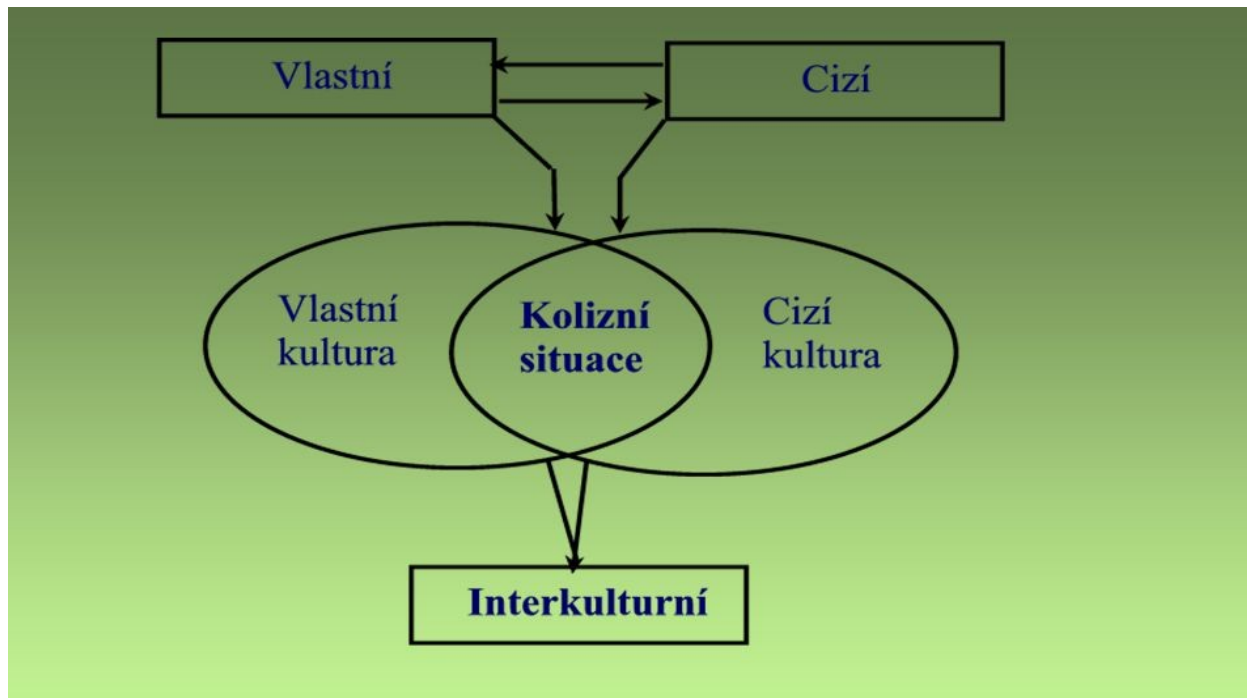 Vlastní
Cizí
Vlastní
kultura
Kolizní
situace
Cizí
kultura
Interkulturní